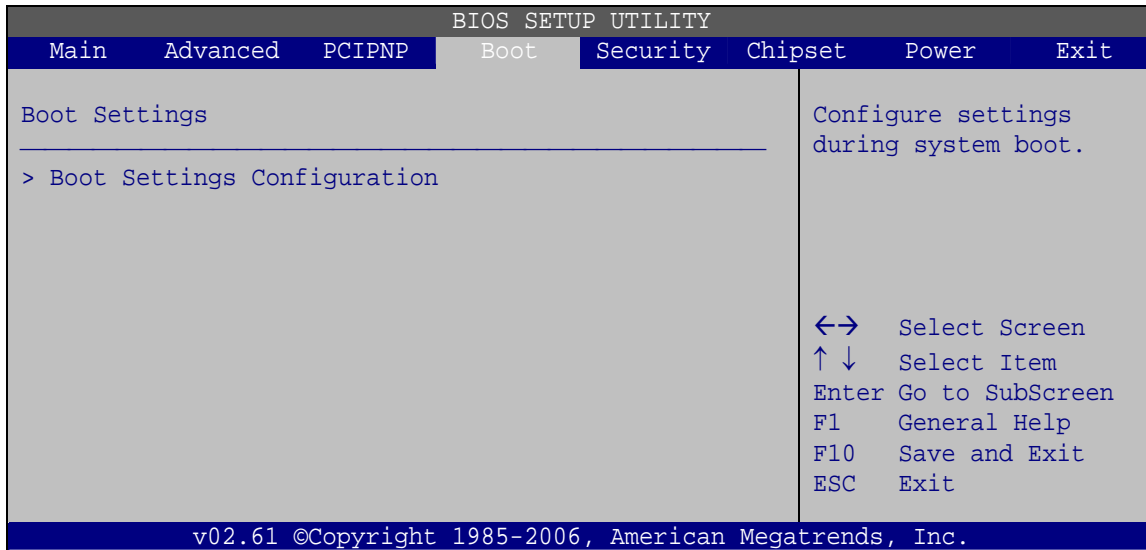 BIOS SETUP UTILITY
Main Advanced PCIPNP Boot Security Chipset Power Exit
Boot Settings
> Boot Settings Configuration
Configure settings
during system boot.
←→ Select Screen
↑ ↓ Select Item
Enter Go to SubScreen
F1 General Help
F10 Save and Exit
ESC Exit
v02.61 ©Copyright 1985-2006, American Megatrends, Inc.